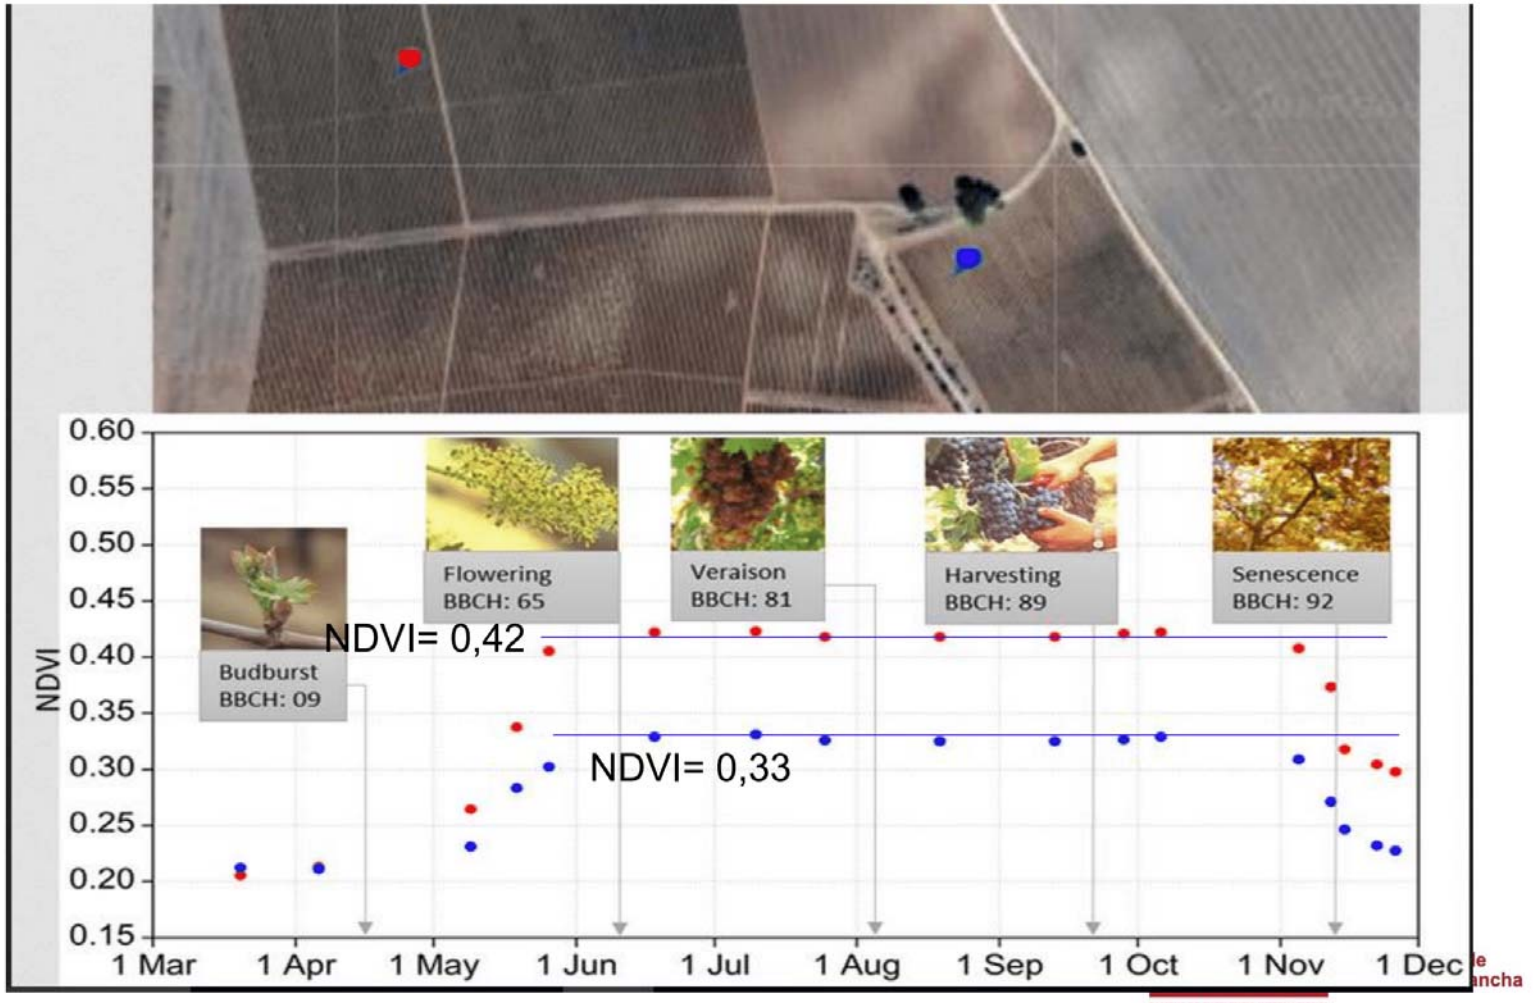 0.60
0.55
0.50
0.45
0.40
0.35
0.30
0.25
0.20
0.15
NDVI
Budburst
BBCH: 09
Flowering
BBCH: 65
Veraison
BBCH: 81
Harvesting
BBCH: 89
Senescence
BBCH: 92
NDVI= 0,42
NDVI= 0,33
1 Mar 1 Apr 1 May 1 Jun 1 Jul 1 Aug 1 Sep 1 Oct 1 Nov 1 Dec